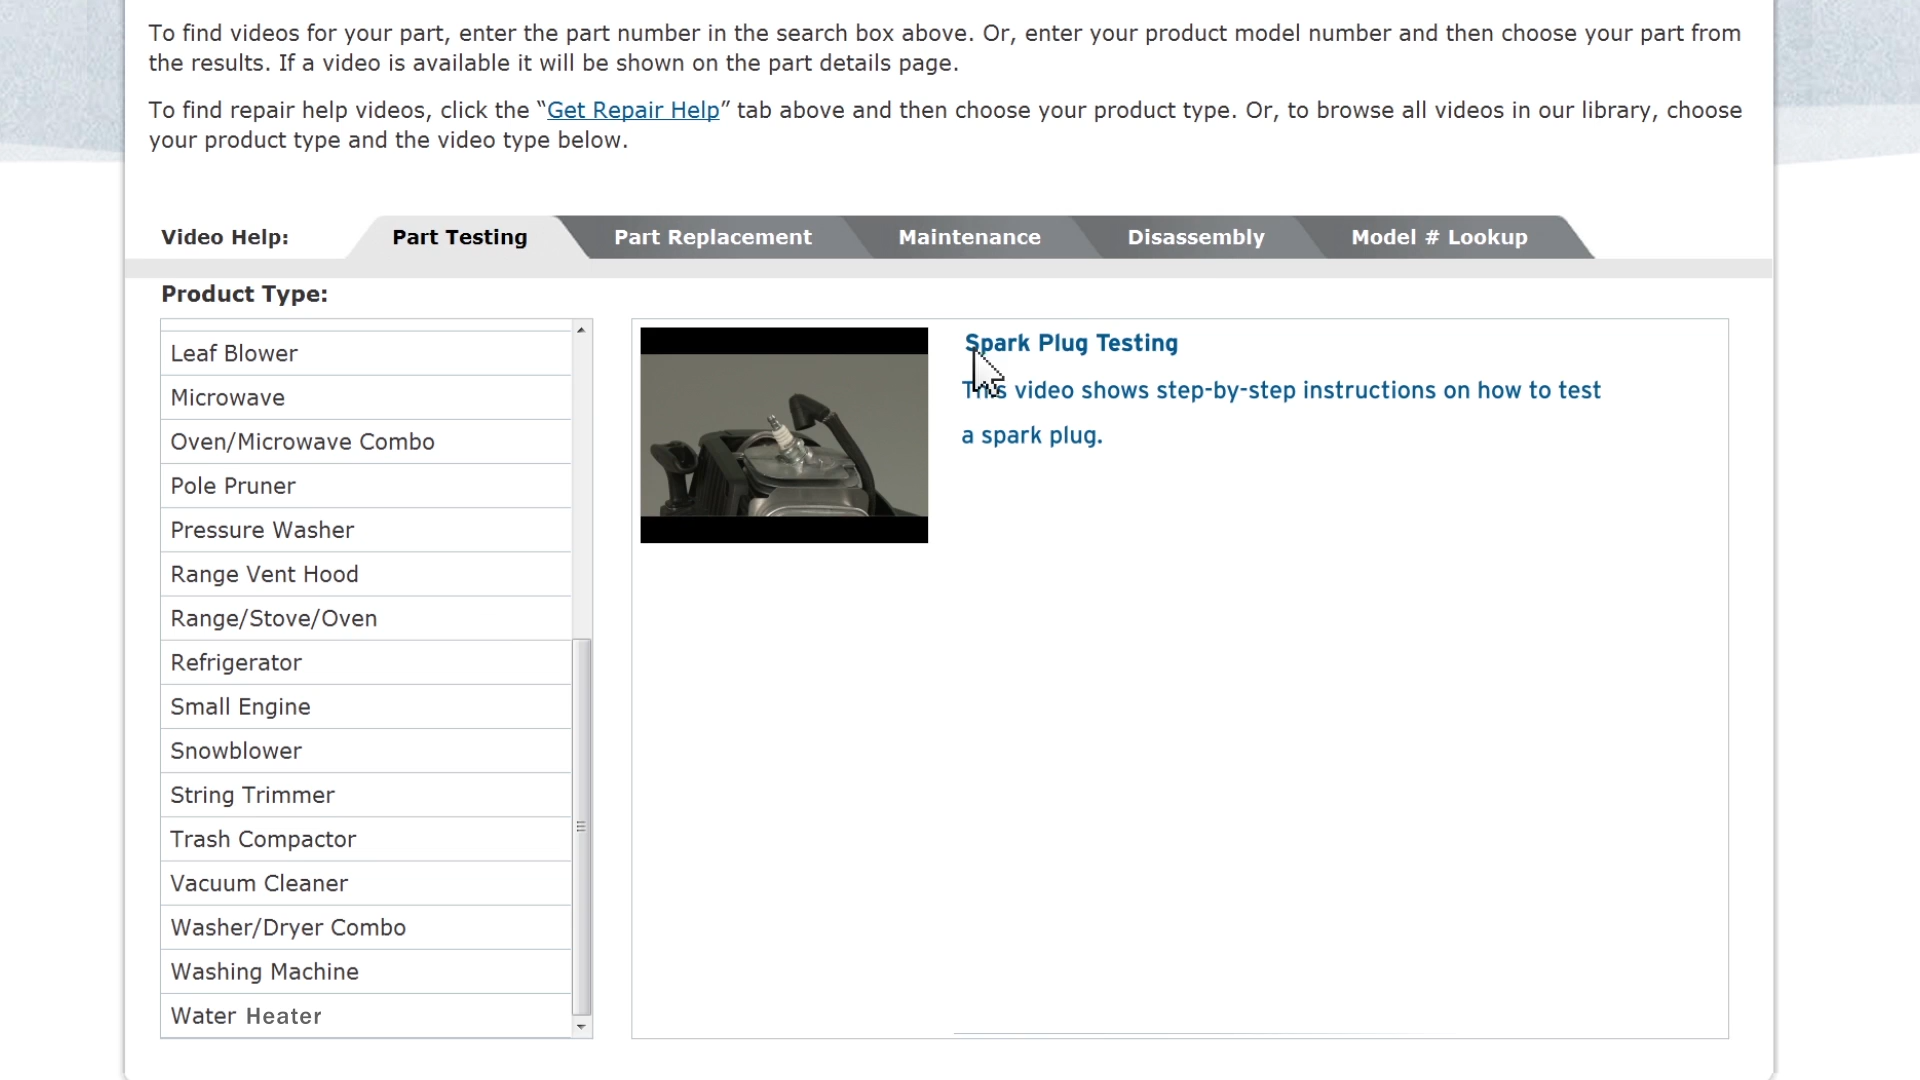 To find videos for your part, enter the part number in the search box above. Or, enter your product model number and then choose your part from
the results. If a video is available it will be shown on the part details page.
To find repair help videos, click the “Get Repair Help” tab above and then choose your product type. Or, to browse all videos in our library, choose
your product type and the video type below.
Video Help: Part Testing Part Replacement Maintenance Disassembly Model # Lookup
Product Type:
Leaf Blower
Microwave
Oven/Microwave Combo
Pole Pruner
Pressure Washer
Range Vent Hood
Range/Stove/Oven
Refrigerator
Small Engine
Snowblower
String Trimmer
Trash Compactor
Vacuum Cleaner
Washer/Dryer Combo
Washing Machine
Water Heater
Spark Plug Testing
This video shows step-by-step instructions on how to test
a spark plug.